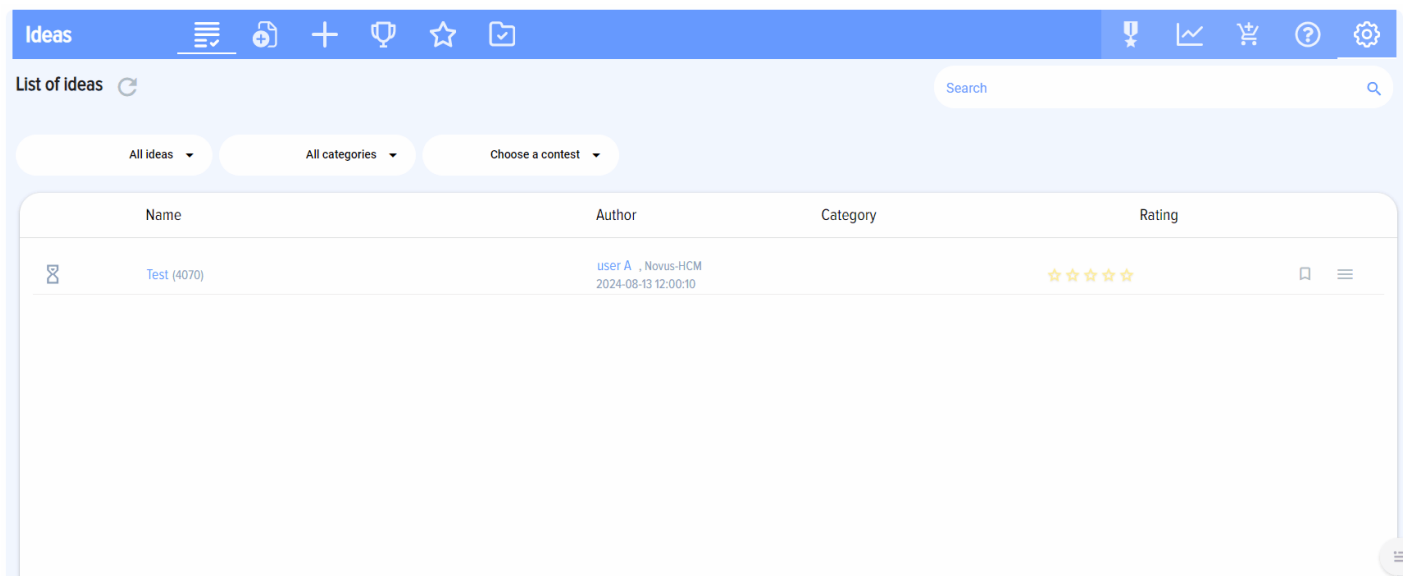 Ideas
List of ideas
Search
All ideas
All categories
Choose a contest
Name Author Category Rating
Test (4070)
user A , Novus-HCM
2024-08-13 12:00:10